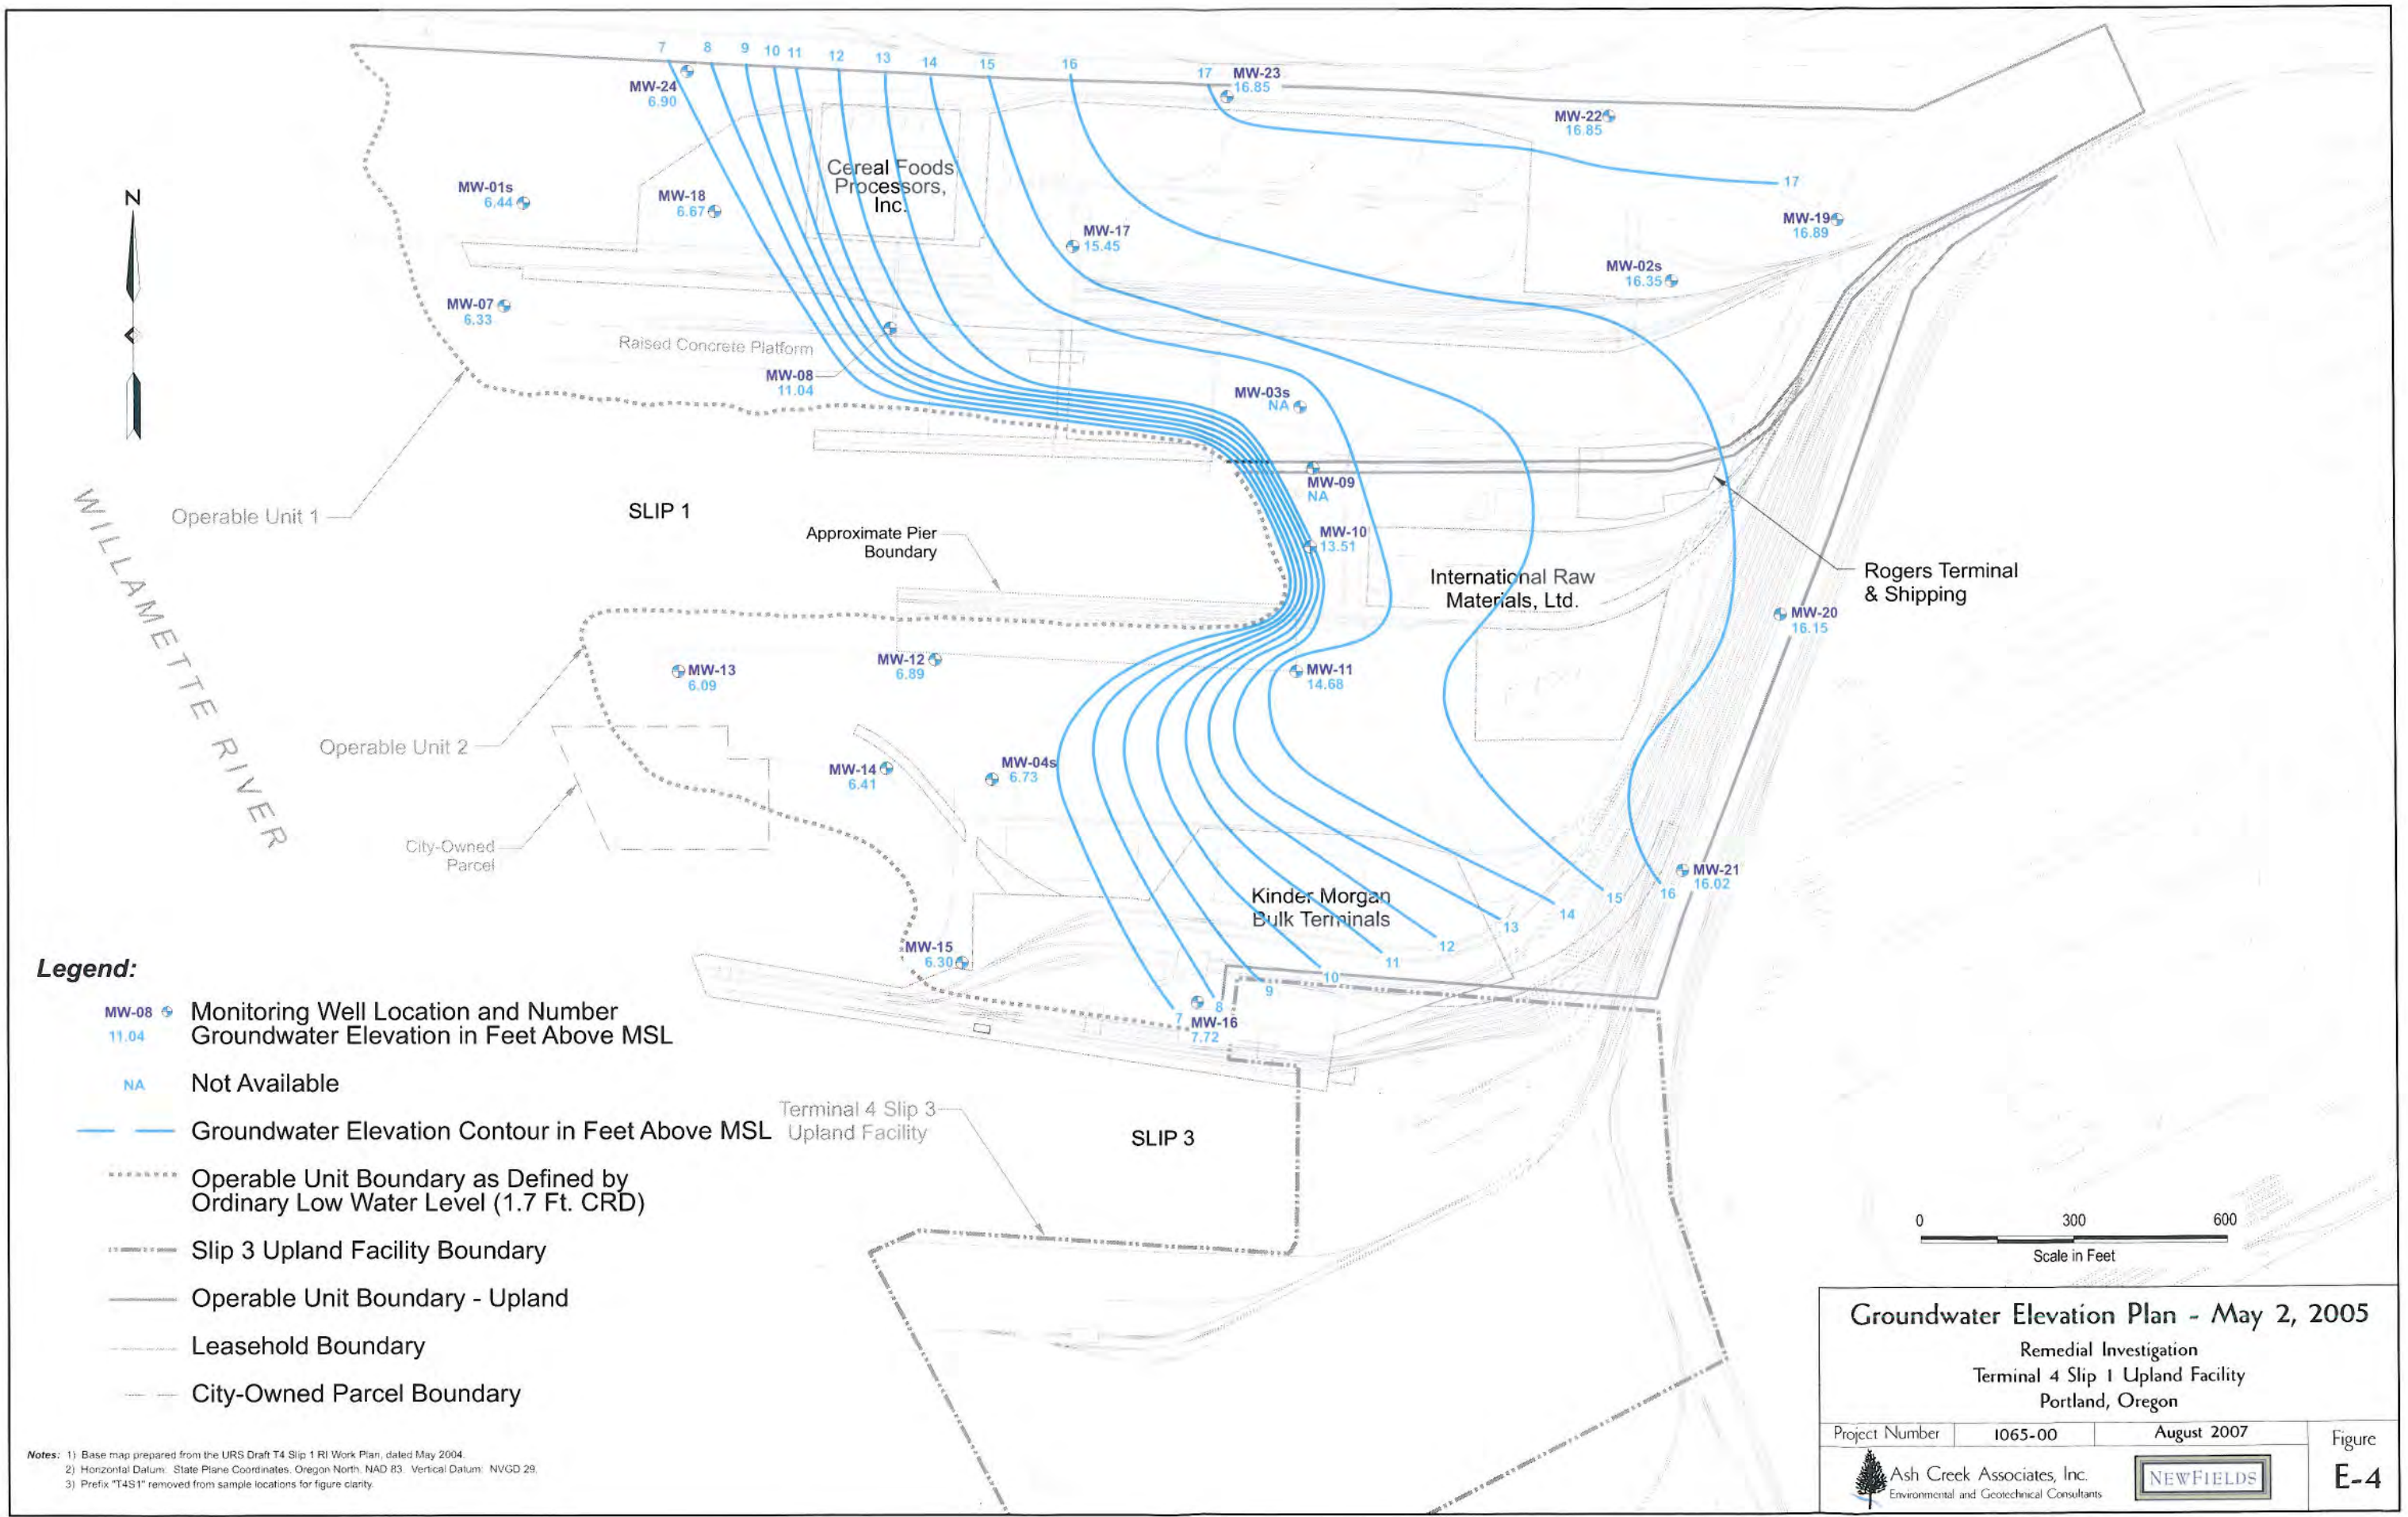 7 8 9 10 11 12 13 14 15 16 17
MW-23
16.85
MW-24
6.90
MW-22
16.85
Cereal Foods
Processors,
Inc.
17
MW-01s
6.44
MW-18
6.67
N
MW-19
16.89
MW-17
15.45
MW-02s
16.35
MW-07
6.33
Raised Concrete Platform
MW-08
11.04
MW-03s
NA
MW-09
NA
WILLAMETTE RIVER
Operable Unit 1
SLIP 1
Approximate Pier
Boundary
MW-10
13.51
International Raw
Materials, Ltd.
Rogers Terminal
& Shipping
MW-20
16.15
MW-13
6.09
MW-12
6.89
MW-11
14.68
Operable Unit 2
MW-14
6.41
MW-04s
6.73
City-Owned
Parcel
MW-21
16.02
Kinder Morgan
Bulk Terminals
7 8 9 10 11 12 13 14 15 16
MW-15
6.30
MW-16
7.72
Terminal 4 Slip 3
Upland Facility
SLIP 3
Legend:
MW-08 Monitoring Well Location and Number
11.04 Groundwater Elevation in Feet Above MSL
NA Not Available
Groundwater Elevation Contour in Feet Above MSL
Operable Unit Boundary as Defined by
Ordinary Low Water Level (1.7 Ft. CRD)
Slip 3 Upland Facility Boundary
Operable Unit Boundary - Upland
Leasehold Boundary
City-Owned Parcel Boundary
Notes: 1) Base map prepared from the URS Draft T4 Slip 1 RI Work Plan, dated May 2004.
2) Horizontal Datum: State Plane Coordinates, Oregon North, NAD 83. Vertical Datum: NVGD 29.
3) Prefix "T4S1" removed from sample locations for figure clarity.
0 300 600
Scale in Feet
Groundwater Elevation Plan - May 2, 2005
Remedial Investigation
Terminal 4 Slip 1 Upland Facility
Portland, Oregon
Project Number 1065-00 August 2007
Figure
E-4
Ash Creek Associates, Inc.
Environmental and Geotechnical Consultants
NEWFIELDS